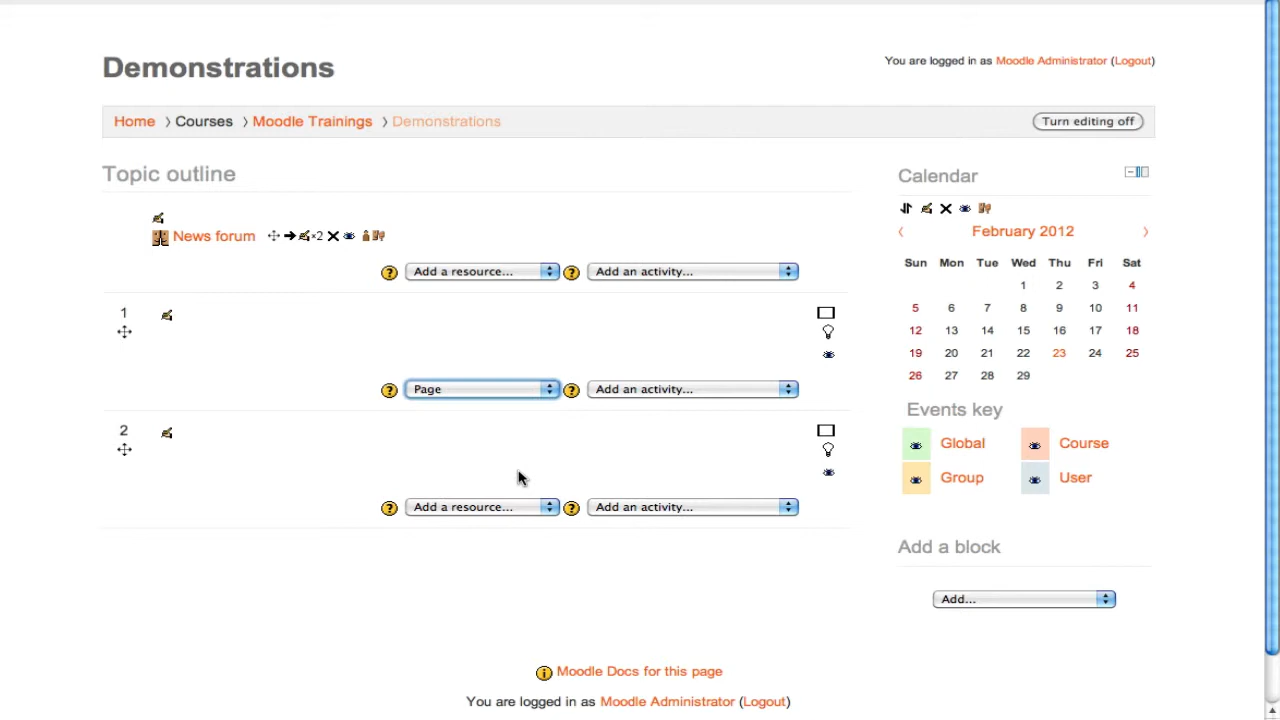 Demonstrations
You are logged in as Moodle Administrator (Logout)
Home 〉 Courses 〉 Moodle Trainings 〉 Demonstrations
Turn editing off
Topic outline
News forum
×2
Add a resource...
Add an activity...
1
Page
Add an activity...
2
Add a resource...
Add an activity...
Calendar
February 2012
Sun Mon Tue Wed Thu Fri Sat
1 2 3 4
5 6 7 8 9 10 11
12 13 14 15 16 17 18
19 20 21 22 23 24 25
26 27 28 29
Events key
Global Course
Group User
Add a block
Add...
Moodle Docs for this page
You are logged in as Moodle Administrator (Logout)